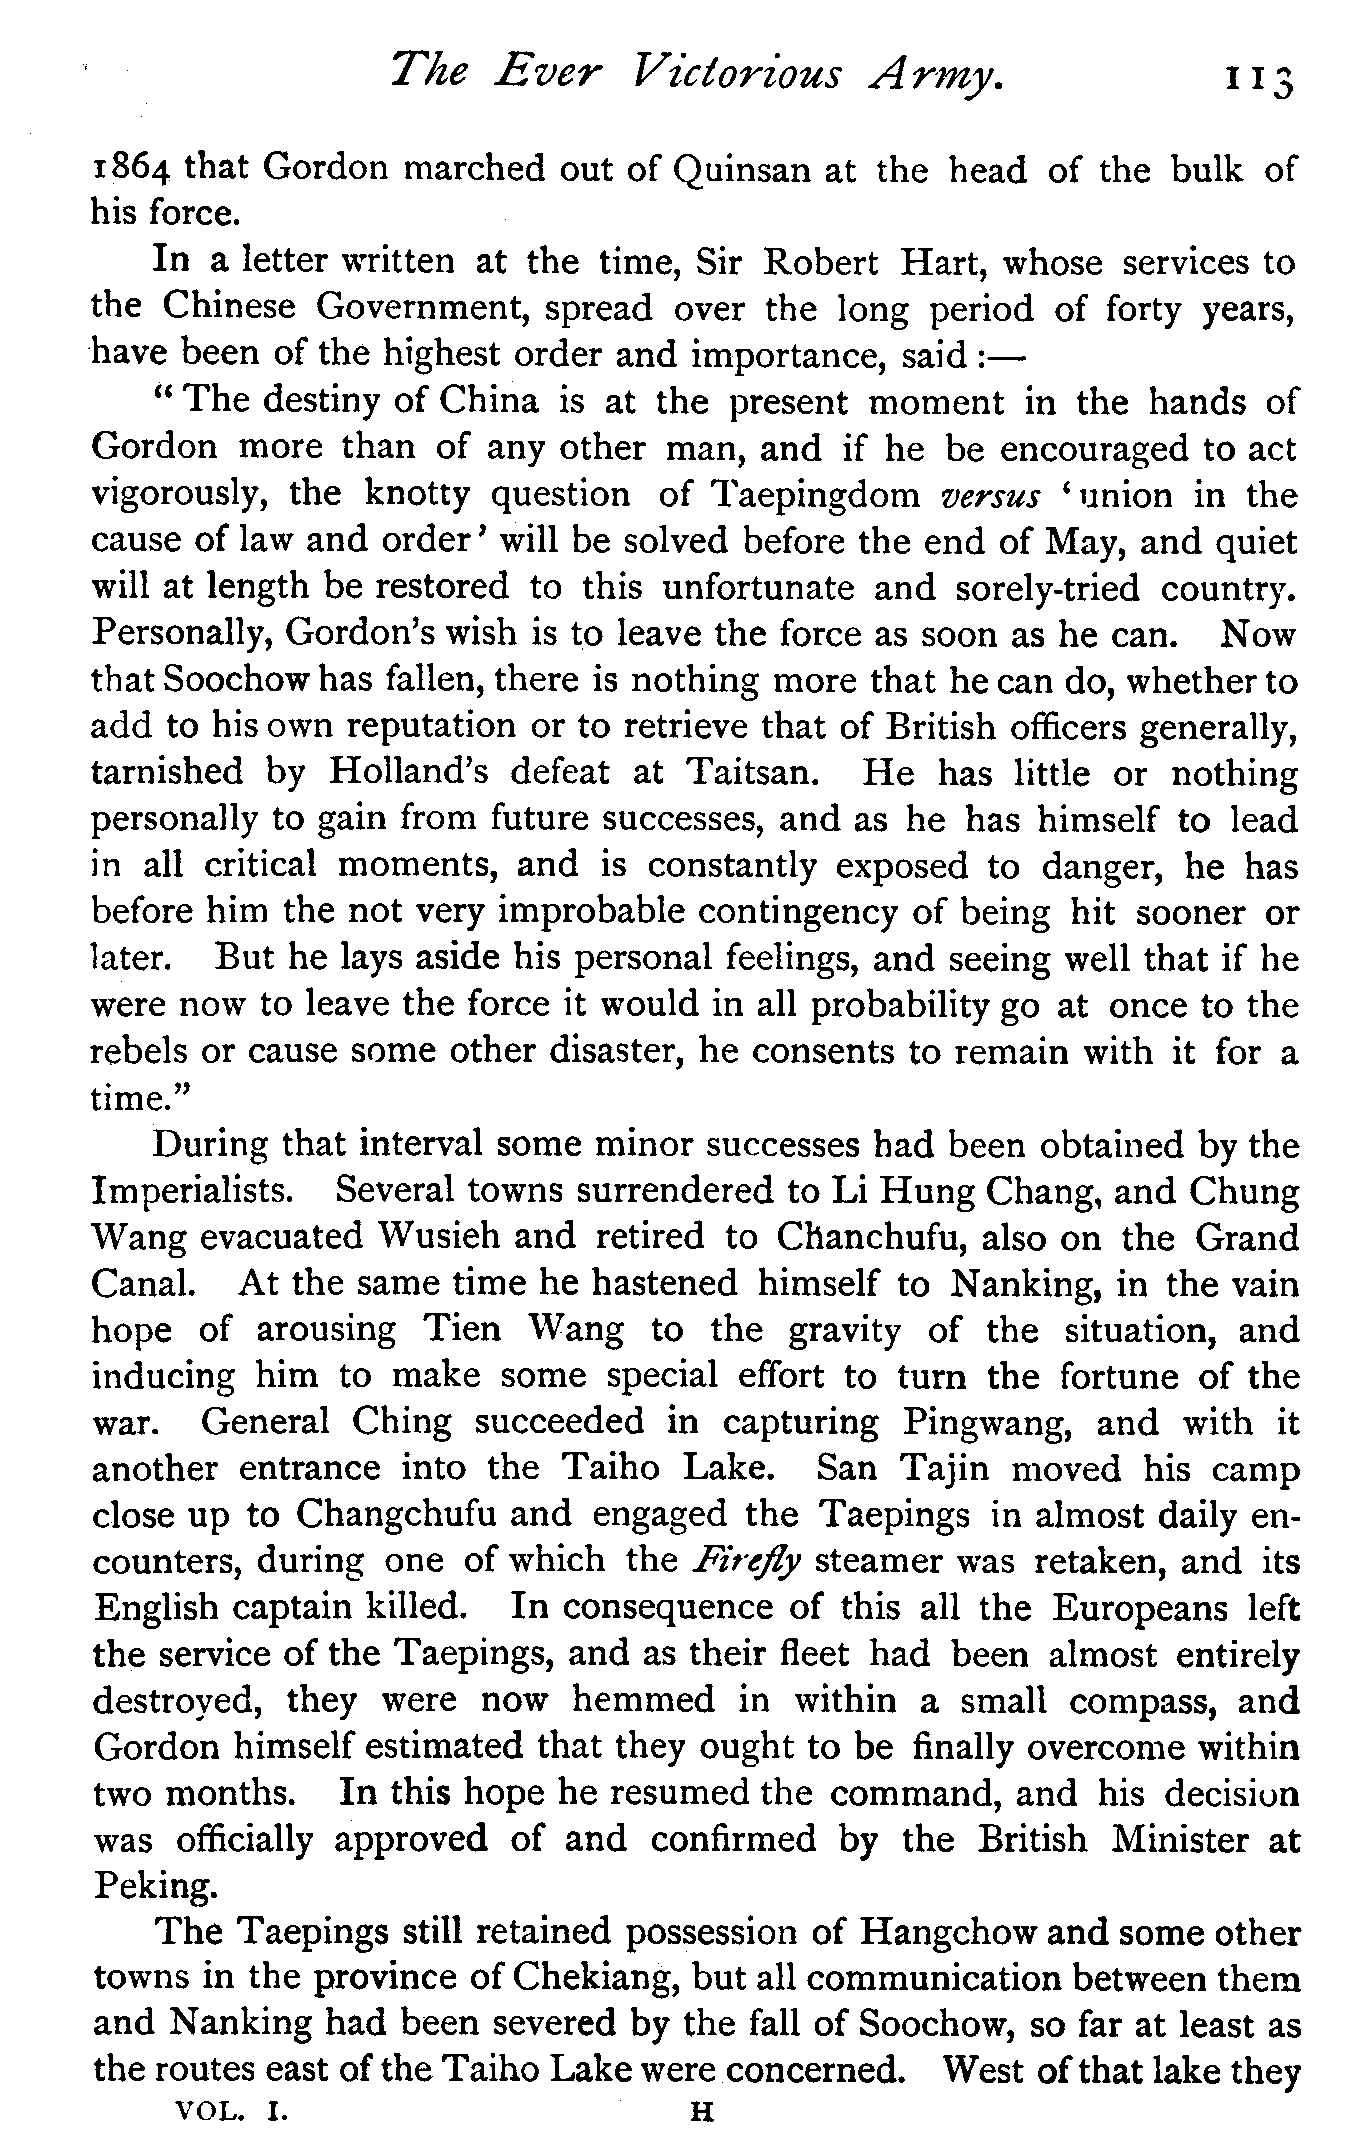 The Ever Victorious Army. 113
1864 that Gordon marched out of Quinsan at the head of the bulk of
his force.
In a letter written at the time, Sir Robert Hart, whose services to
the Chinese Government, spread over the long period of forty years,
have been of the highest order and importance, said :—
“ The destiny of China is at the present moment in the hands of
Gordon more than of any other man, and if he be encouraged to act
vigorously, the knotty question of Taepingdom versus ‘ union in the
cause of law and order ’ will be solved before the end of May, and quiet
will at length be restored to this unfortunate and sorely-tried country.
Personally, Gordon’s wish is to leave the force as soon as he can. Now
that Soochow has fallen, there is nothing more that he can do, whether to
add to his own reputation or to retrieve that of British officers generally,
tarnished by Holland’s defeat at Taitsan. He has little or nothing
personally to gain from future successes, and as he has himself to lead
in all critical moments, and is constantly exposed to danger, he has
before him the not very improbable contingency of being hit sooner or
later. But he lays aside his personal feelings, and seeing well that if he
were now to leave the force it would in all probability go at once to the
rebels or cause some other disaster, he consents to remain with it for a
time.”
During that interval some minor successes had been obtained by the
Imperialists. Several towns surrendered to Li Hung Chang, and Chung
Wang evacuated Wusieh and retired to Chanchufu, also on the Grand
Canal. At the same time he hastened himself to Nanking, in the vain
hope of arousing Tien Wang to the gravity of the situation, and
inducing him to make some special effort to turn the fortune of the
war. General Ching succeeded in capturing Pingwang, and with it
another entrance into the Taiho Lake. San Tajin moved his camp
close up to Changchufu and engaged the Taepings in almost daily en-
counters, during one of which the Firefly steamer was retaken, and its
English captain killed. In consequence of this all the Europeans left
the service of the Taepings, and as their fleet had been almost entirely
destroyed, they were now hemmed in within a small compass, and
Gordon himself estimated that they ought to be finally overcome within
two months. In this hope he resumed the command, and his decision
was officially approved of and confirmed by the British Minister at
Peking.
The Taepings still retained possession of Hangchow and some other
towns in the province of Chekiang, but all communication between them
and Nanking had been severed by the fall of Soochow, so far at least as
the routes east of the Taiho Lake were concerned. West of that lake they
VOL. I. H